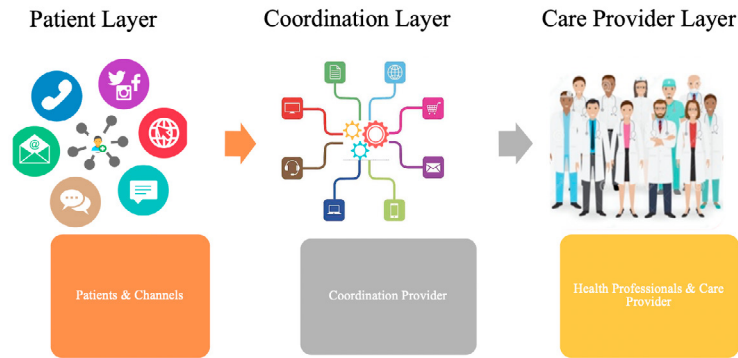 Patient Layer
Coordination Layer
Care Provider Layer
@
Patients & Channels
Coordination Provider
Health Professionals & Care
Provider